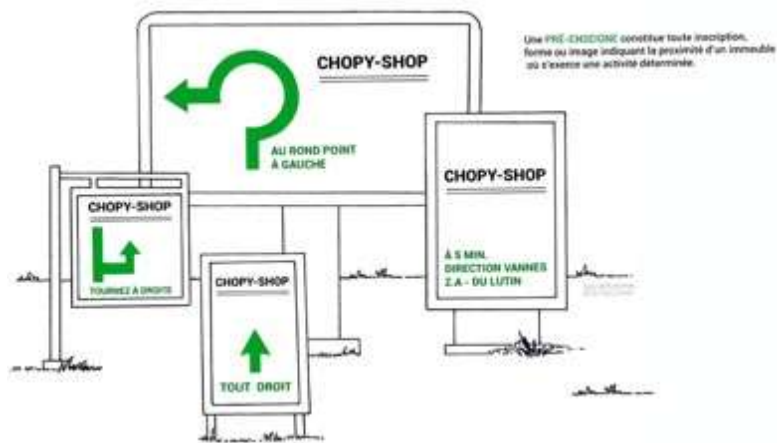 Une PRÉ-ENSEIGNE constitue toute inscription,
forme ou image indiquant la proximité d'un immeuble
où s'exerce une activité déterminée.
CHOPY-SHOP
AU ROND POINT
À GAUCHE
CHOPY-SHOP
À 5 MIN.
DIRECTION VANNES
Z.A - DU LUTIN
CHOPY-SHOP
TOURNEZ À DROITE
CHOPY-SHOP
TOUT DROIT